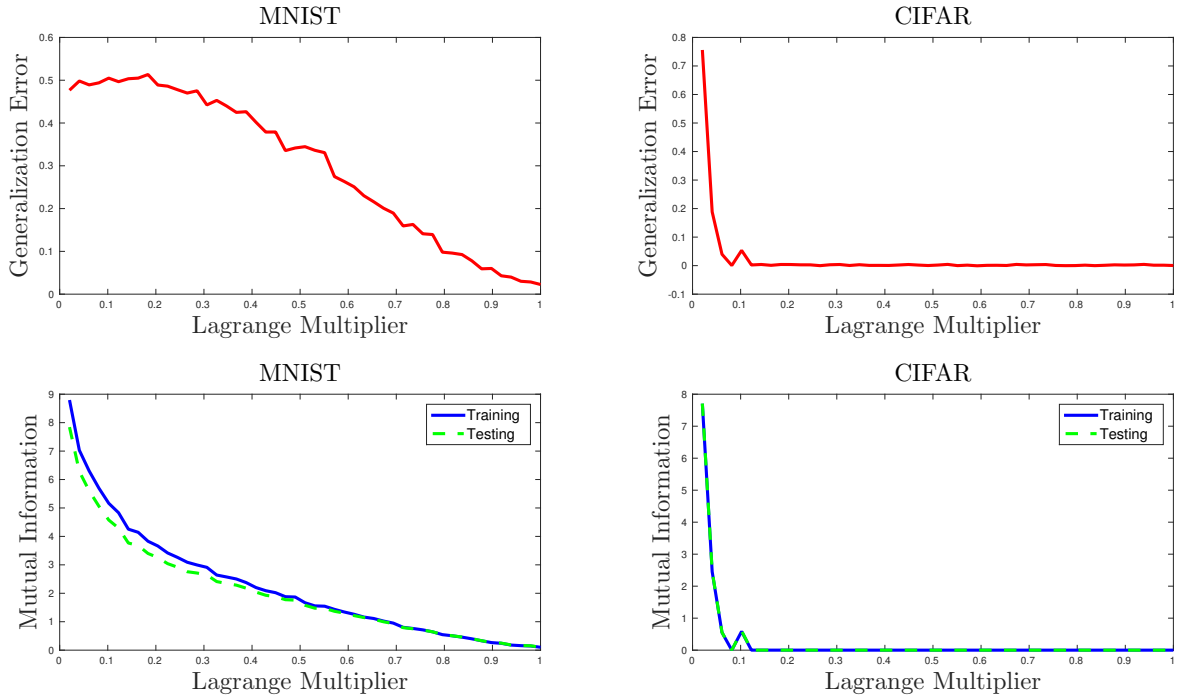 MNIST
Generalization Error
0.6
0.5
0.4
0.3
0.2
0.1
0
0 0.1 0.2 0.3 0.4 0.5 0.6 0.7 0.8 0.9 1
Lagrange Multiplier
CIFAR
Generalization Error
0.8
0.7
0.6
0.5
0.4
0.3
0.2
0.1
0
-0.1
0 0.1 0.2 0.3 0.4 0.5 0.6 0.7 0.8 0.9 1
Lagrange Multiplier
MNIST
Mutual Information
9
8
7
6
5
4
3
2
1
0
Training
Testing
0 0.1 0.2 0.3 0.4 0.5 0.6 0.7 0.8 0.9 1
Lagrange Multiplier
CIFAR
Mutual Information
8
7
6
5
4
3
2
1
0
Training
Testing
0 0.1 0.2 0.3 0.4 0.5 0.6 0.7 0.8 0.9 1
Lagrange Multiplier